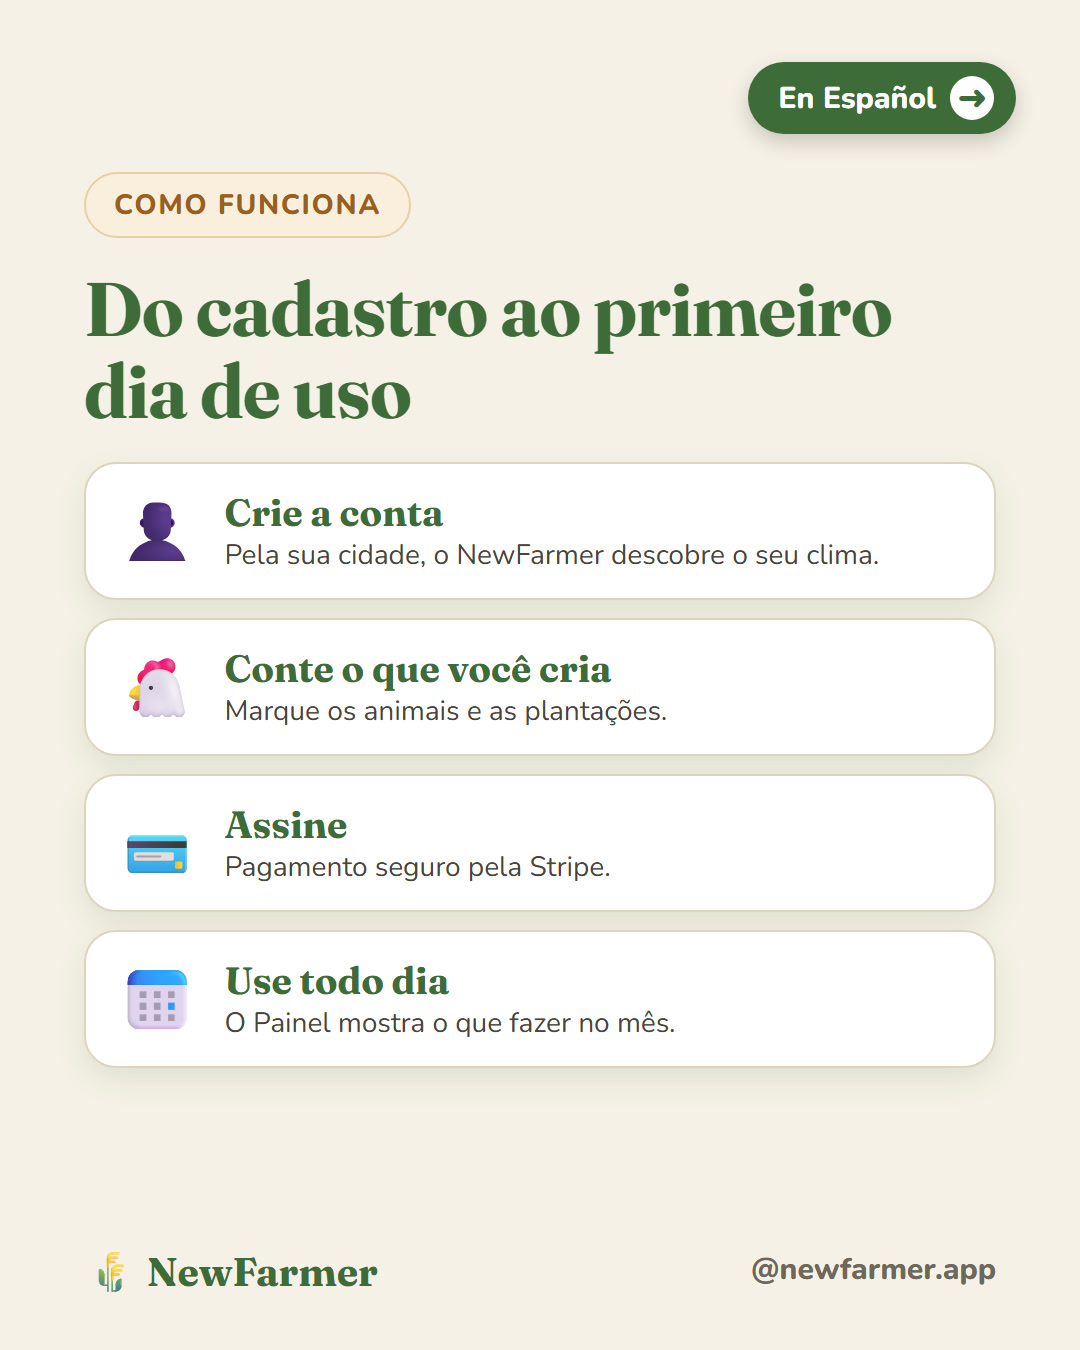 En Español
COMO FUNCIONA
Do cadastro ao primeiro
dia de uso
Crie a conta
Pela sua cidade, o NewFarmer descobre o seu clima.
Conte o que você cria
Marque os animais e as plantações.
Assine
Pagamento seguro pela Stripe.
Use todo dia
O Painel mostra o que fazer no mês.
NewFarmer
@newfarmer.app